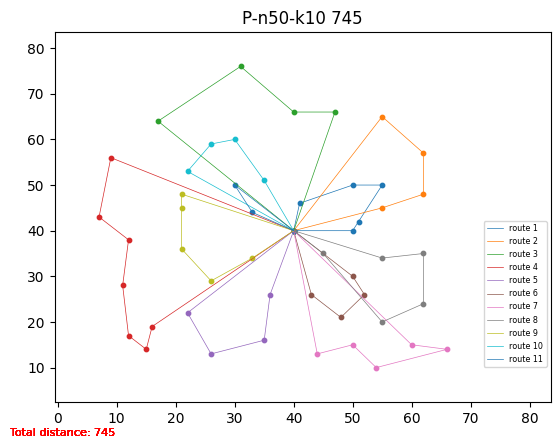 P-n50-k10 745
80
70
60
50
40
30
20
10
0 10 20 30 40 50 60 70 80
route 1
route 2
route 3
route 4
route 5
route 6
route 7
route 8
route 9
route 10
route 11
Total distance: 745